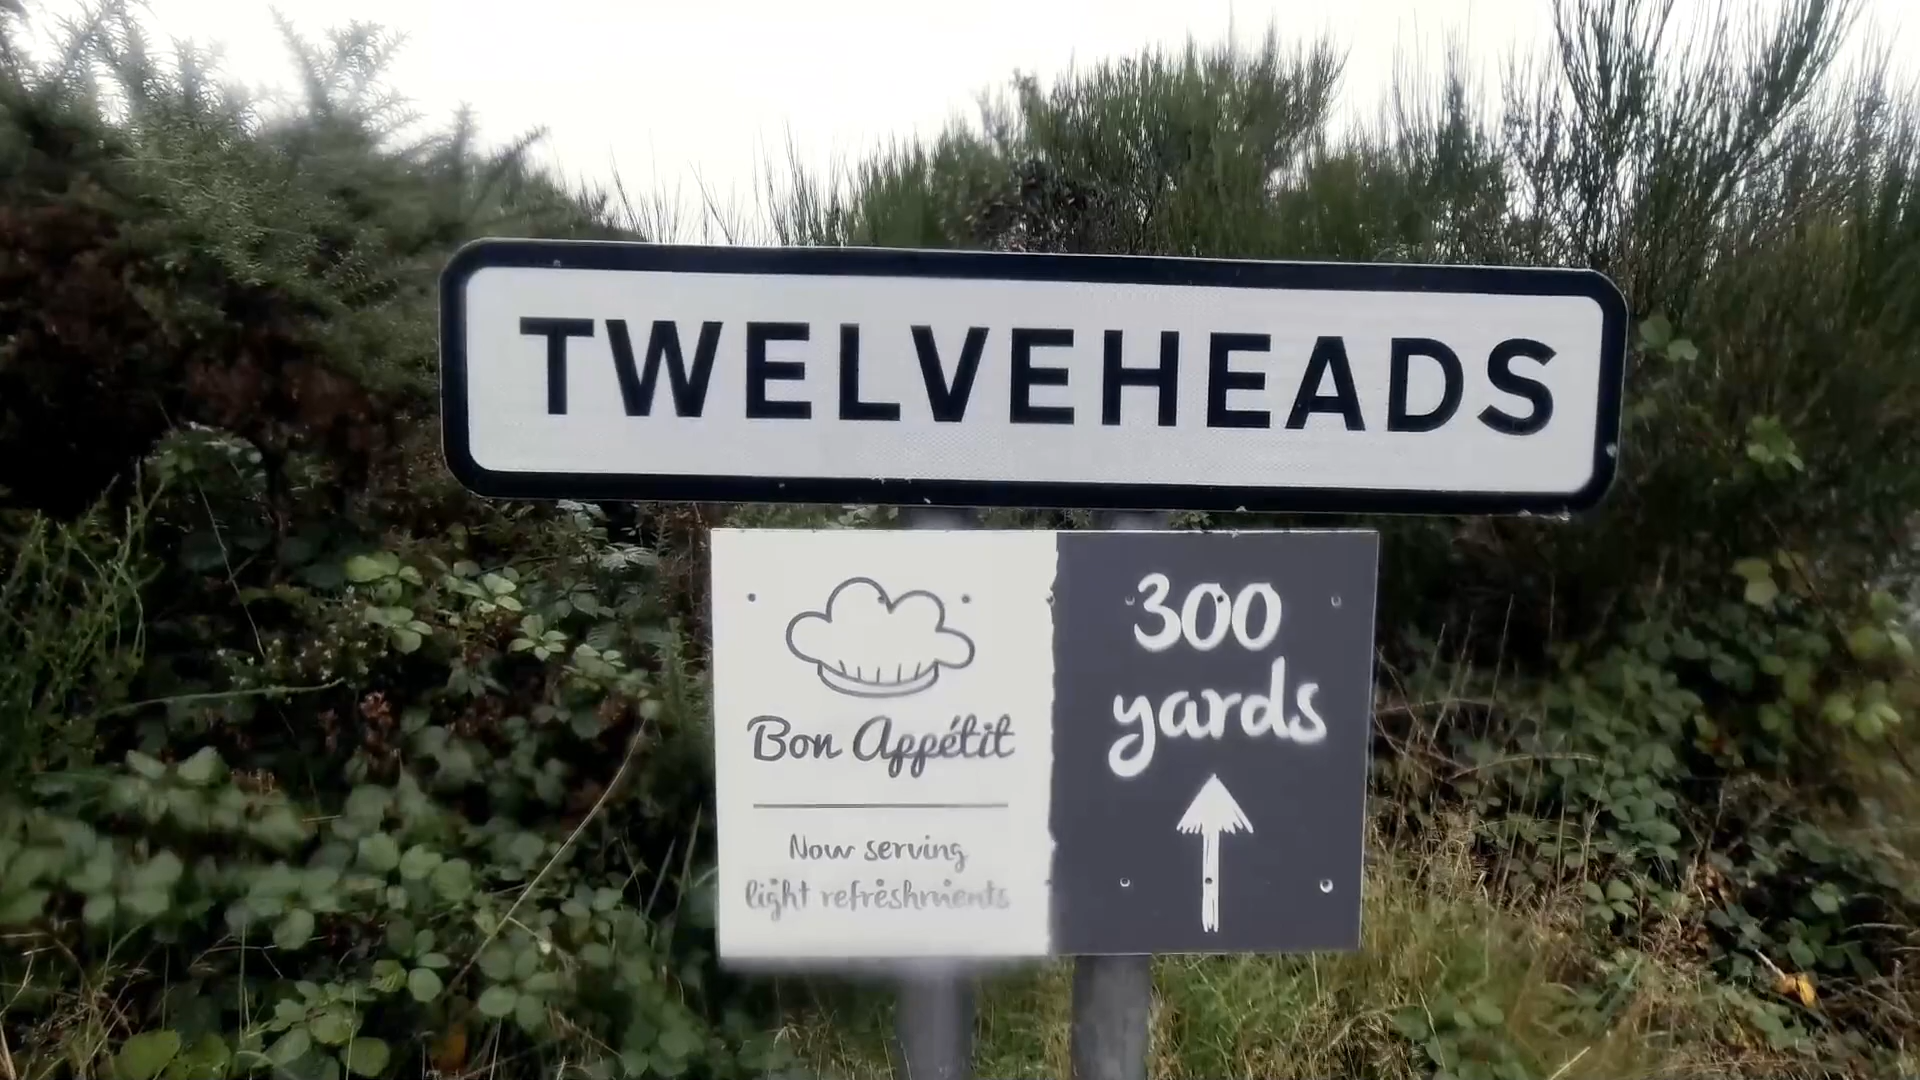 TWELVEHEADS
Bon Appétit
Now serving
light refreshments
300
yards